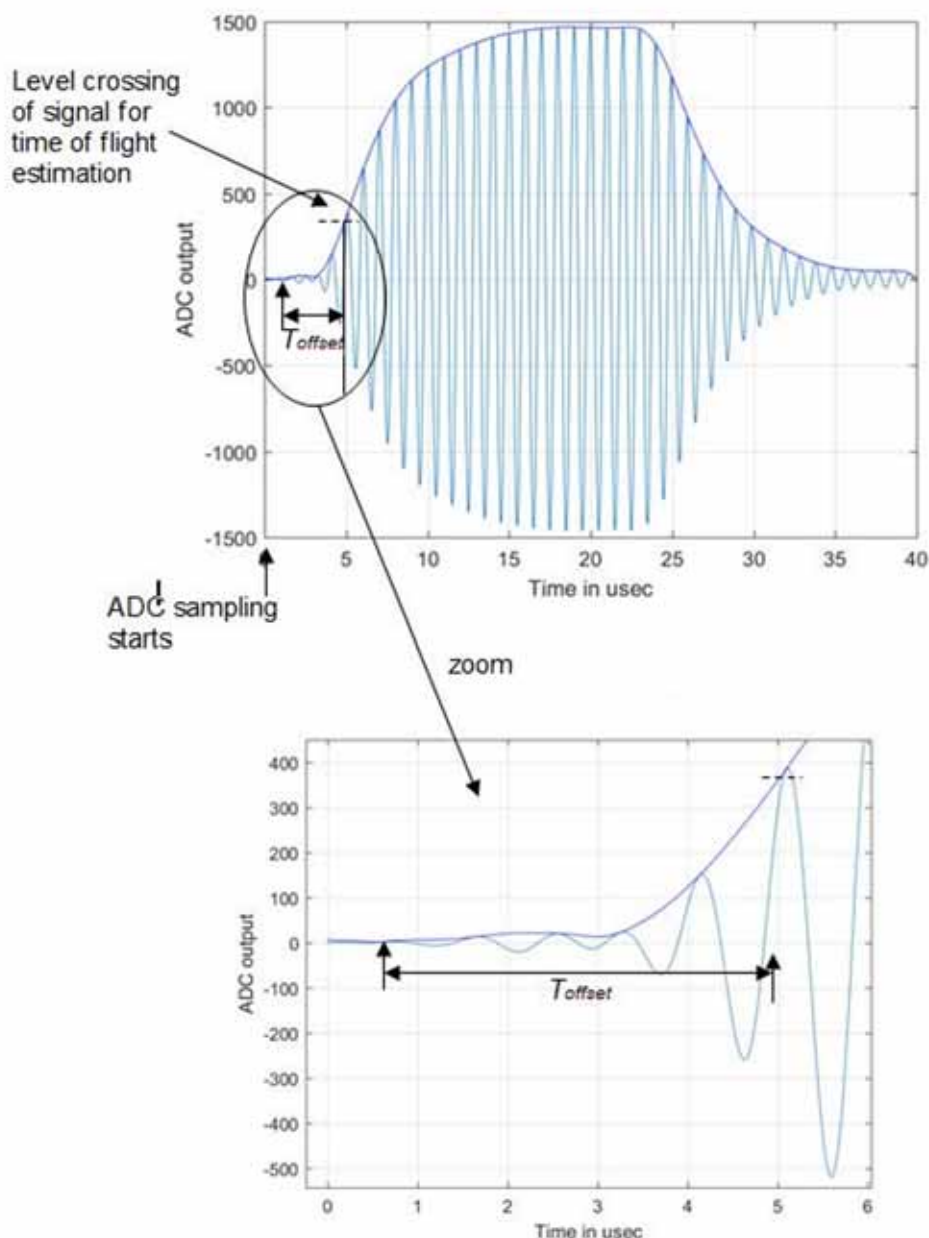 1500
Level crossing
of signal for
time of flight
estimation
1000
500
ADC output
0
Toffset
-500
-1000
-1500
5 10 15 20 25 30 35 40
Time in usec
ADC sampling
starts
zoom
400
300
200
100
ADC output
0
Toffset
-100
-200
-300
-400
-500
0 1 2 3 4 5 6
Time in usec